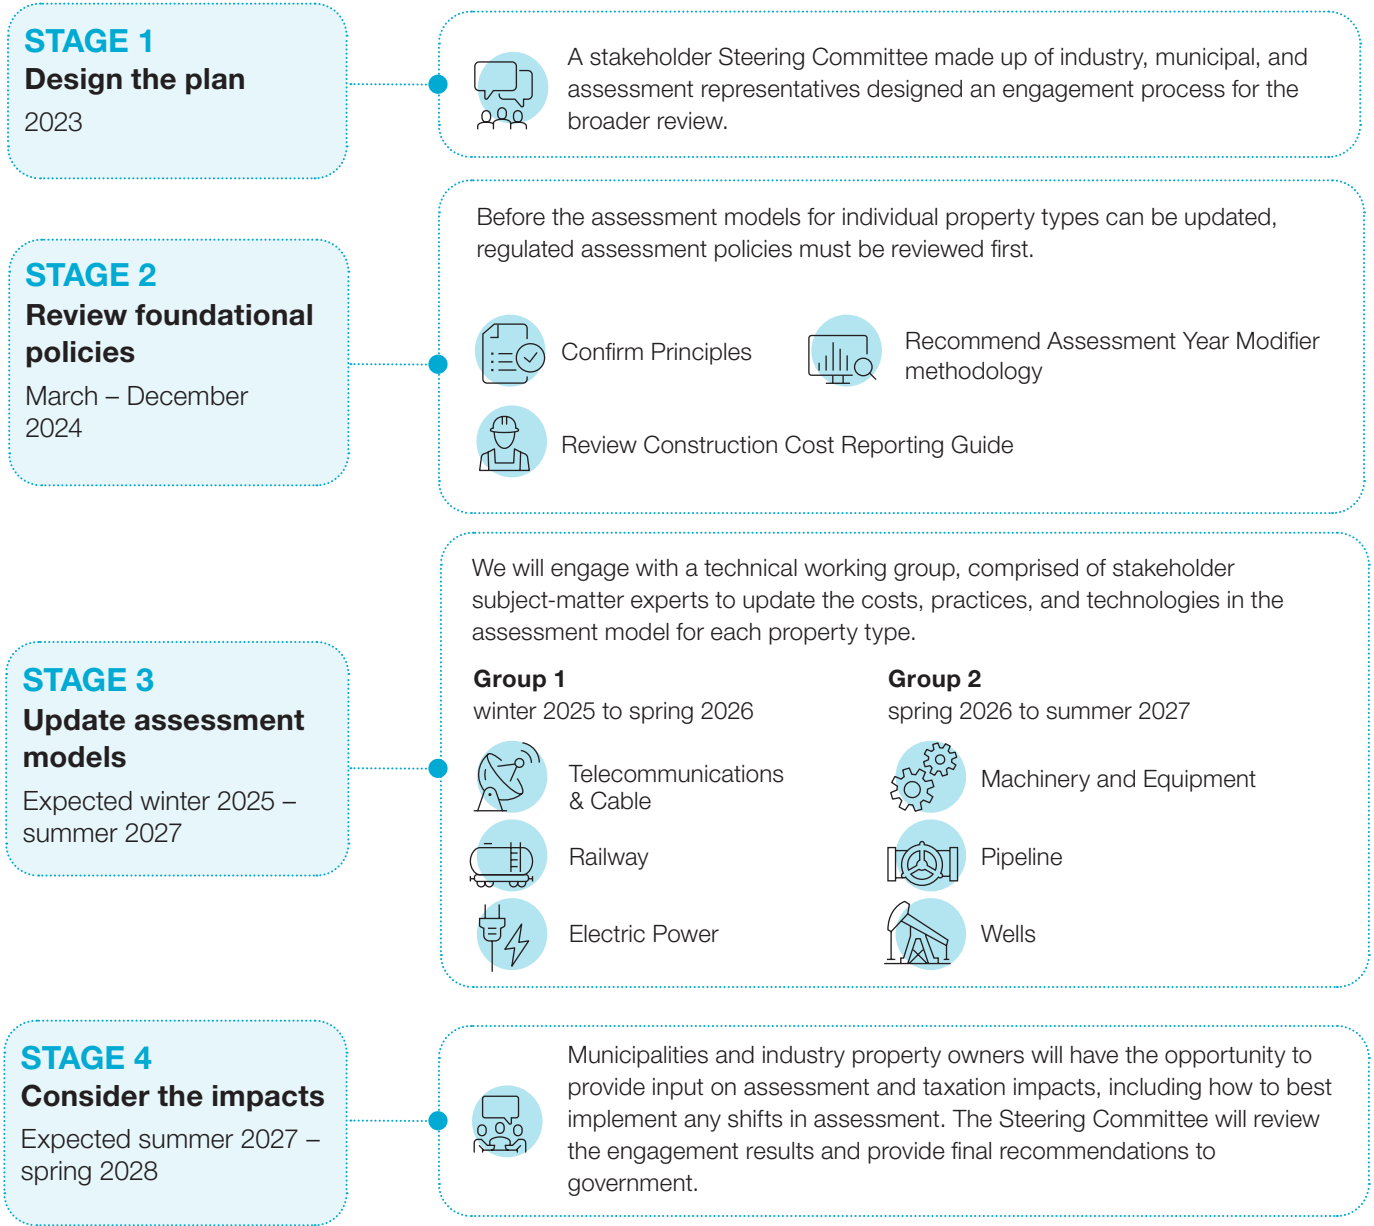 STAGE 1
Design the plan
2023
A stakeholder Steering Committee made up of industry, municipal, and
assessment representatives designed an engagement process for the
broader review.
STAGE 2
Review foundational
policies
March – December
2024
Before the assessment models for individual property types can be updated,
regulated assessment policies must be reviewed first.
Confirm Principles
Recommend Assessment Year Modifier
methodology
Review Construction Cost Reporting Guide
STAGE 3
Update assessment
models
Expected winter 2025 –
summer 2027
We will engage with a technical working group, comprised of stakeholder
subject-matter experts to update the costs, practices, and technologies in the
assessment model for each property type.
Group 1
winter 2025 to spring 2026
Telecommunications
& Cable
Railway
Electric Power
Group 2
spring 2026 to summer 2027
Machinery and Equipment
Pipeline
Wells
STAGE 4
Consider the impacts
Expected summer 2027 –
spring 2028
Municipalities and industry property owners will have the opportunity to
provide input on assessment and taxation impacts, including how to best
implement any shifts in assessment. The Steering Committee will review
the engagement results and provide final recommendations to
government.